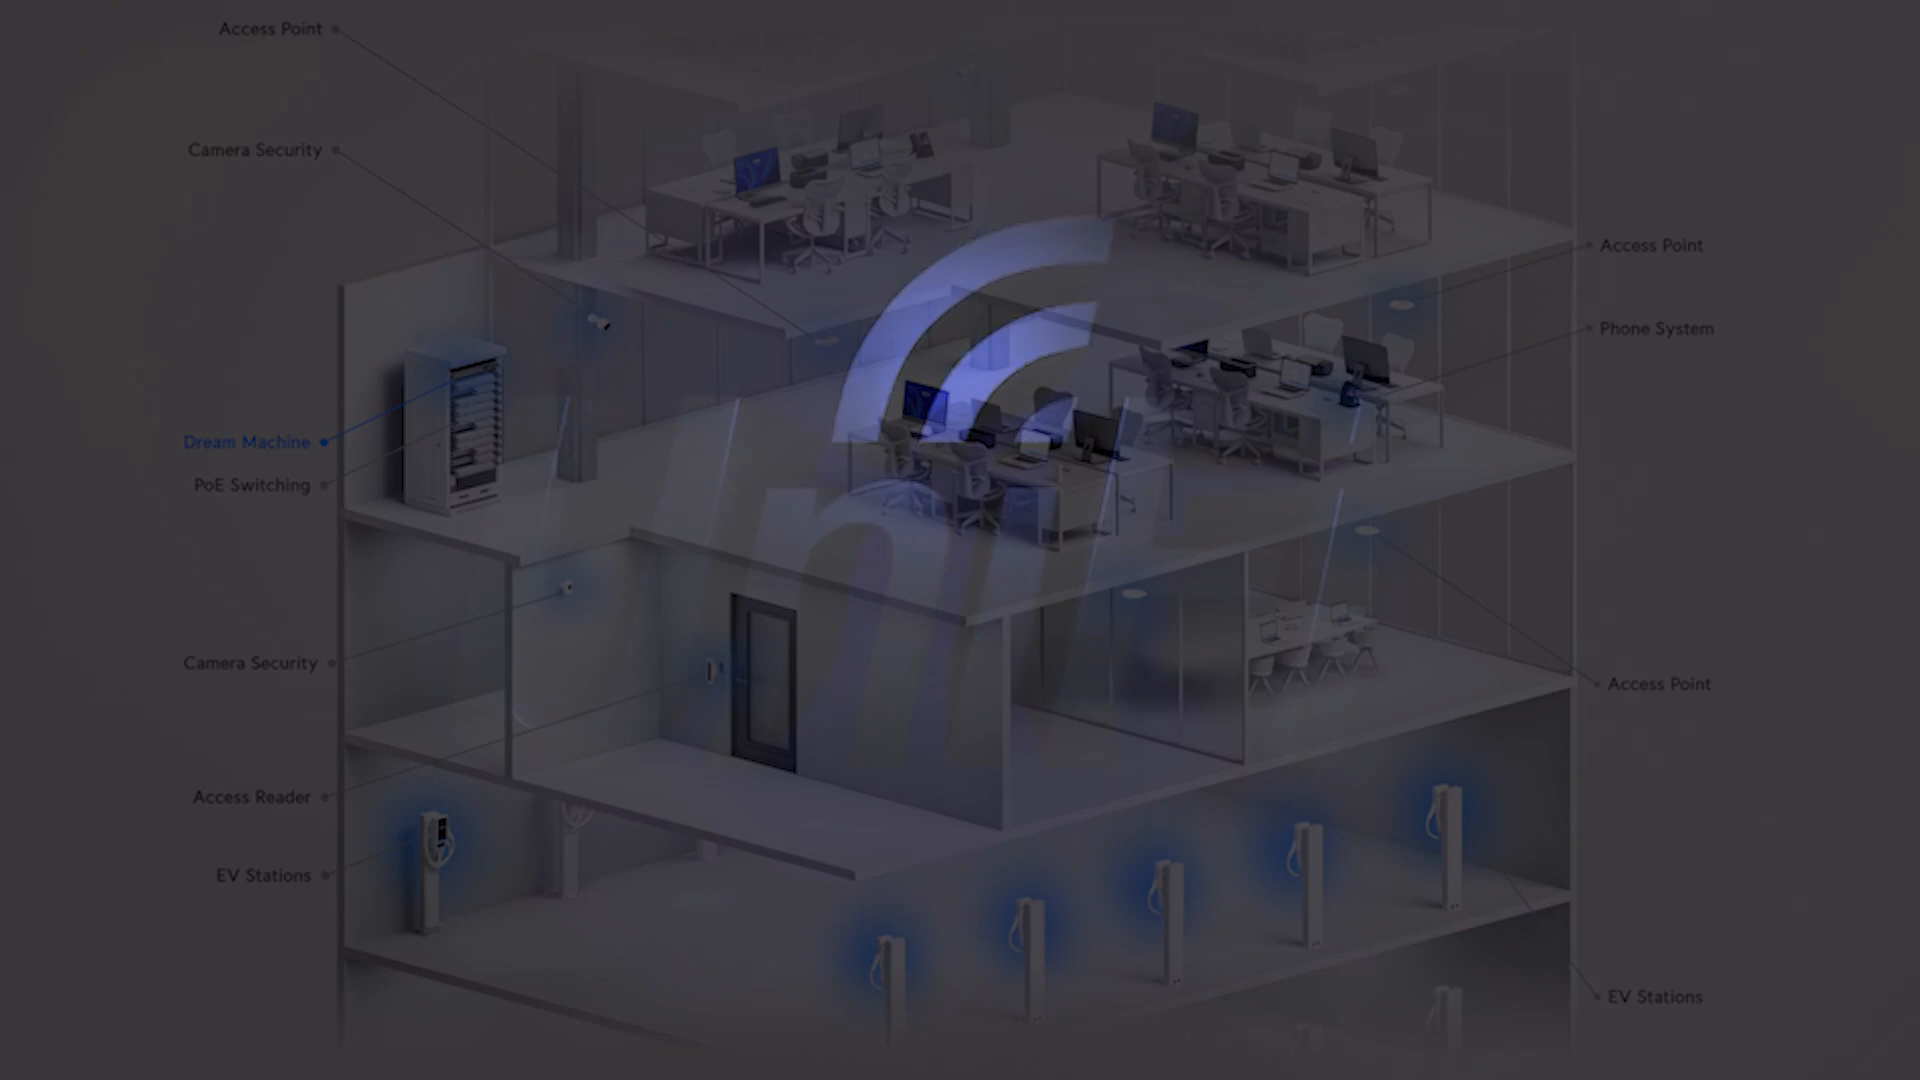 Access Point
Camera Security
Access Point
Phone System
Dream Machine
PoE Switching
Camera Security
Access Point
Access Reader
EV Stations
EV Stations